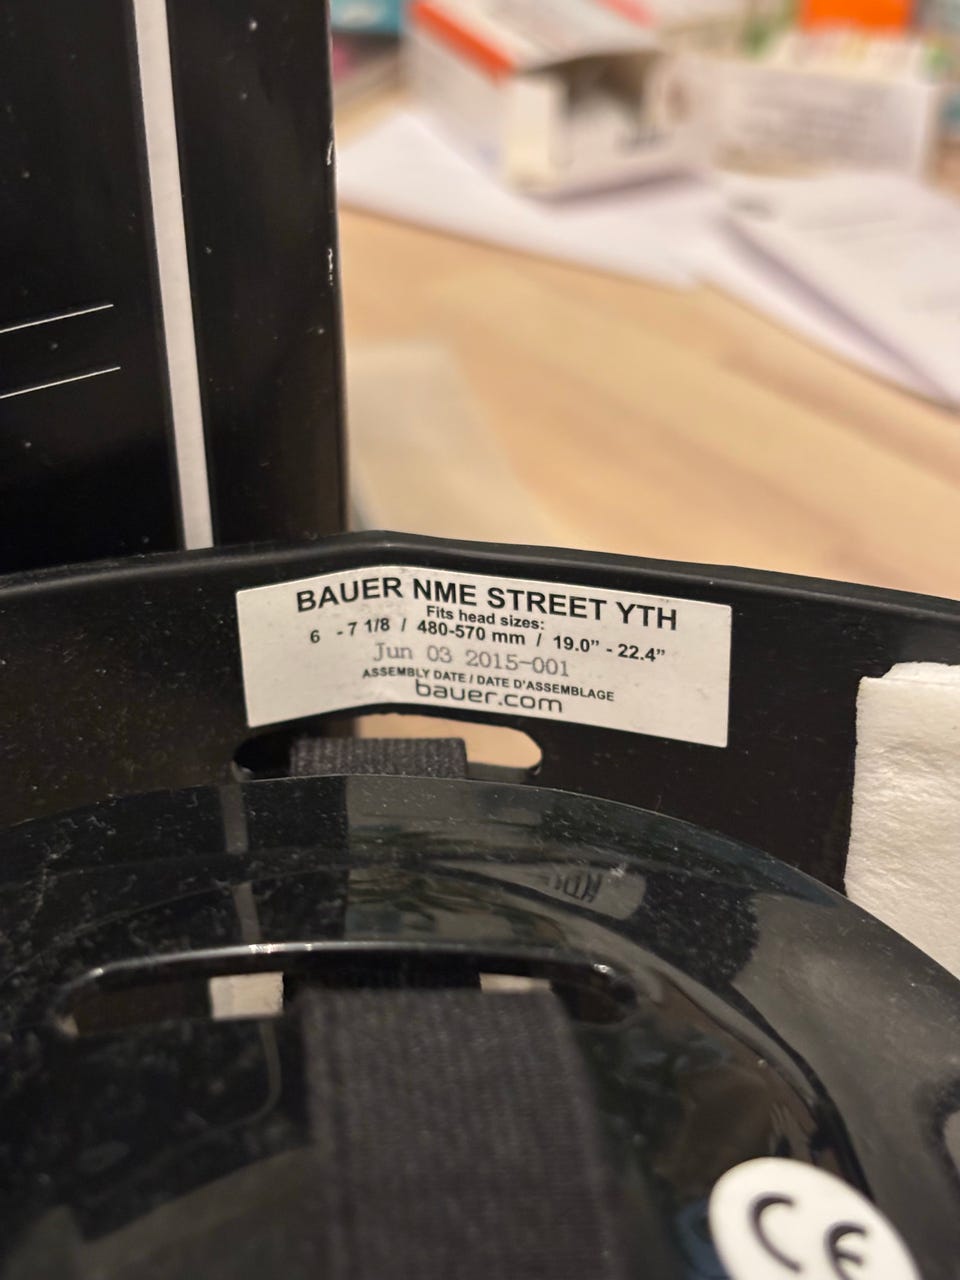 BAUER NME STREET YTH
Fits head sizes:
6 - 7 1/8 / 480-570 mm / 19.0” - 22.4”
Jun 03 2015-001
ASSEMBLY DATE / DATE D'ASSEMBLAGE
bauer.com
CE